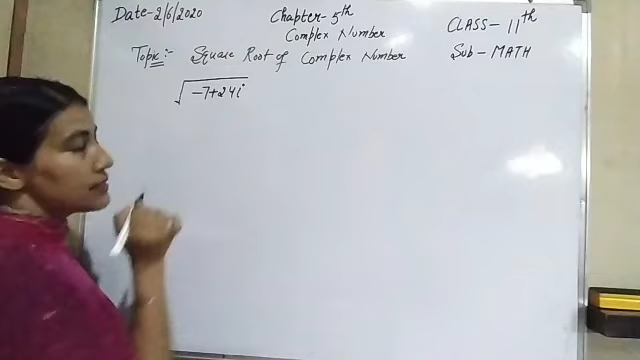 Date-2/6/2020 Chapter-5th CLASS-11th
Complex Number
Sub-MATH
Topic:- Square Root of Complex Number
√-7+24i